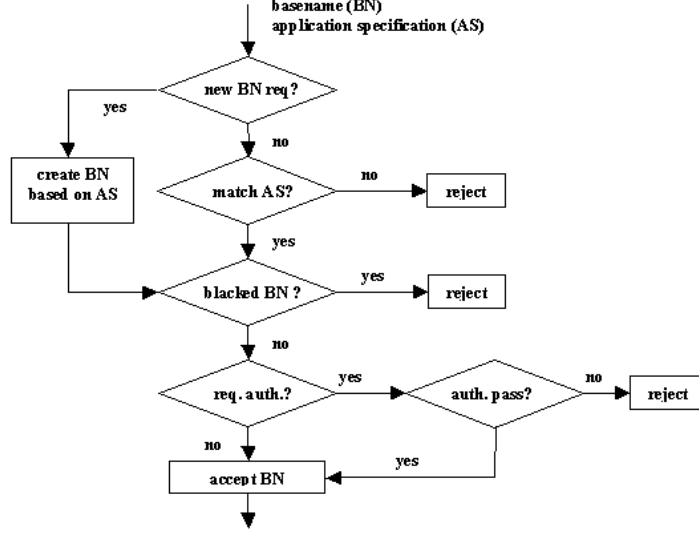 basename (BN)
application specification (AS)
new BN req?
yes
no
create BN
based on AS
match AS?
no
reject
yes
blacked BN ?
yes
reject
no
req. auth.?
yes
auth. pass?
no
reject
no
yes
accept BN